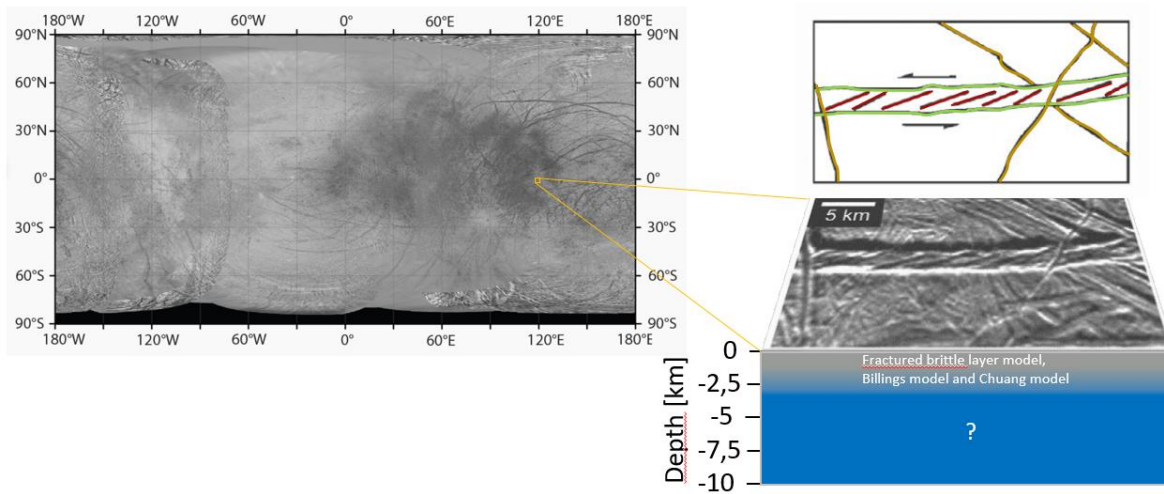 180°W 120°W 60°W 0° 60°E 120°E 180°E
90°N 90°N
60°N 60°N
30°N 30°N
0° 0°
30°S 30°S
60°S 60°S
90°S 90°S
180°W 120°W 60°W 0° 60°E 120°E 180°E
5 km
Depth [km]
0
-2,5
-5
-7,5
-10
Fractured brittle layer model,
Billings model and Chuang model
?